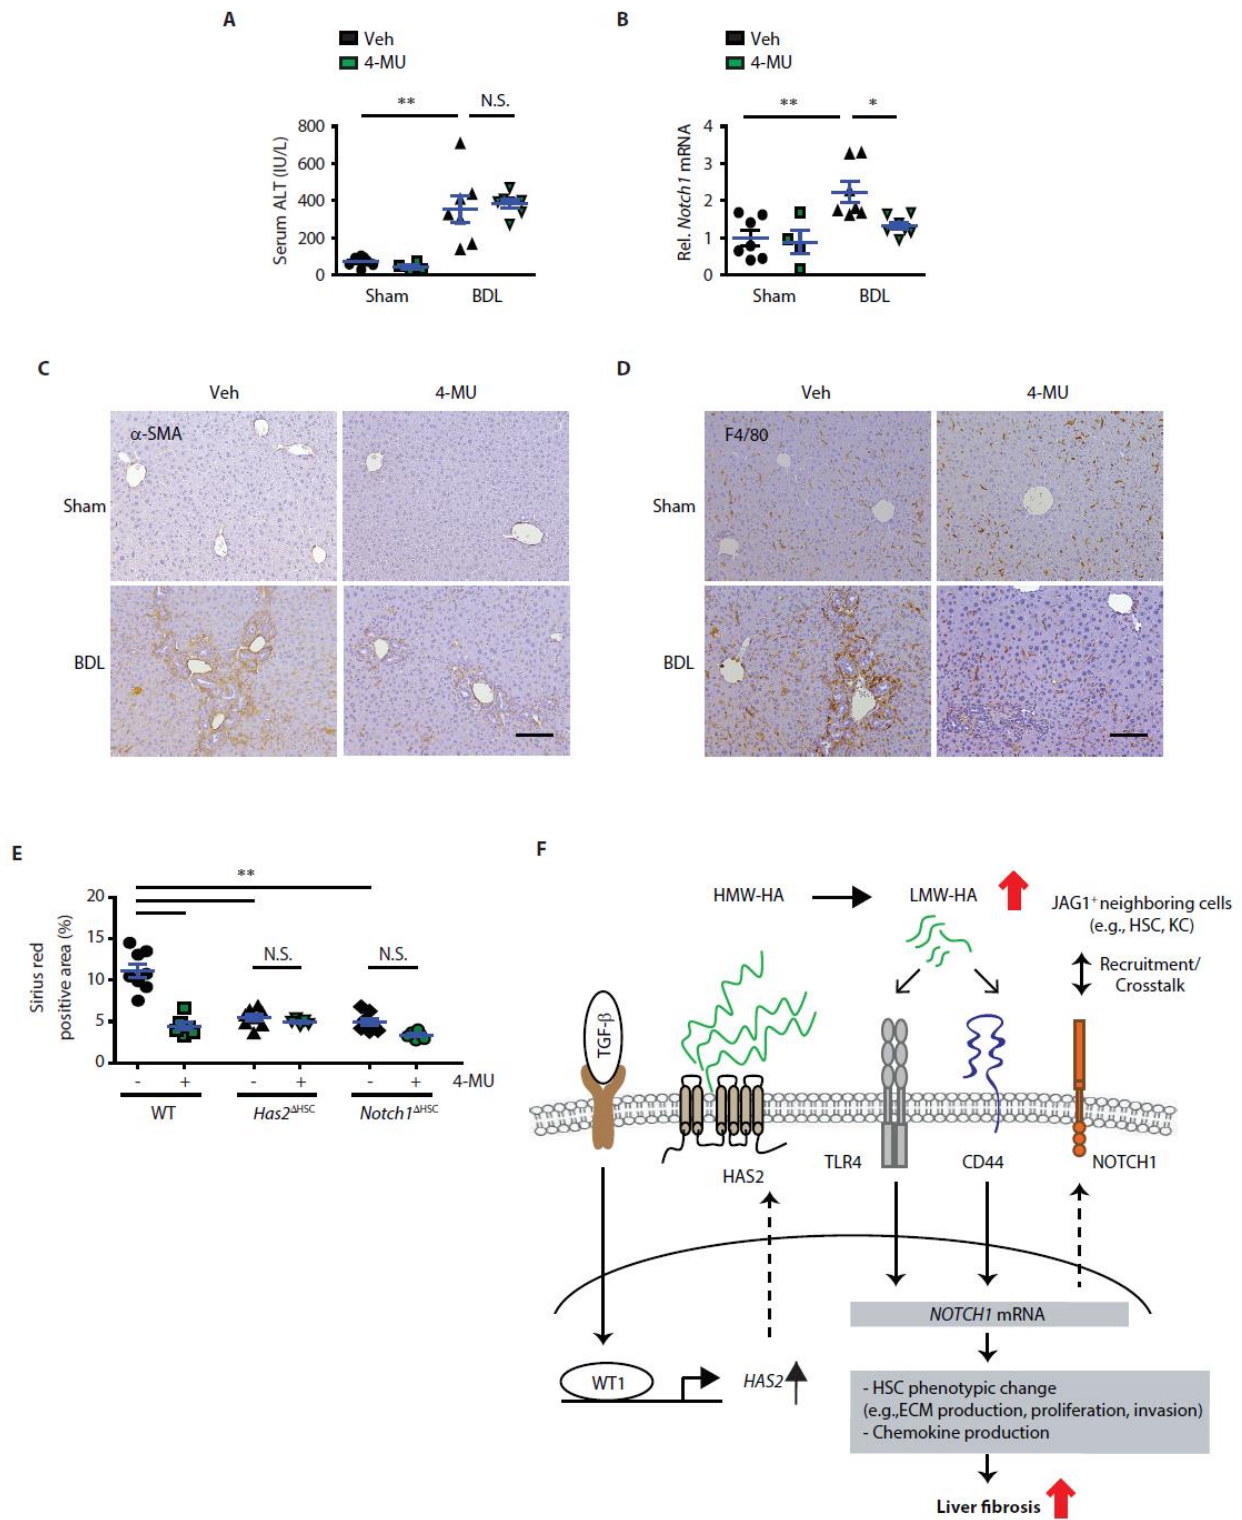 A
Veh
4-MU
**
N.S.
Serum ALT (IU/L)
800
600
400
200
0
Sham
BDL
B
Veh
4-MU
**
*
Rel. Notch1 mRNA
4
3
2
1
0
Sham
BDL
C
Veh
4-MU
α-SMA
Sham
BDL
D
Veh
4-MU
F4/80
Sham
BDL
E
**
N.S.
N.S.
Sirius red
positive area (%)
20
15
10
5
0
- + - + - + 4-MU
WT
Has2ΔHSC
Notch1ΔHSC
F
HMW-HA
LMW-HA
JAG1+ neighboring cells
(e.g., HSC, KC)
Recruitment/
Crosstalk
TGF-β
HAS2
TLR4
CD44
NOTCH1
NOTCH1 mRNA
WT1
HAS2
- HSC phenotypic change
(e.g.,ECM production, proliferation, invasion)
- Chemokine production
Liver fibrosis